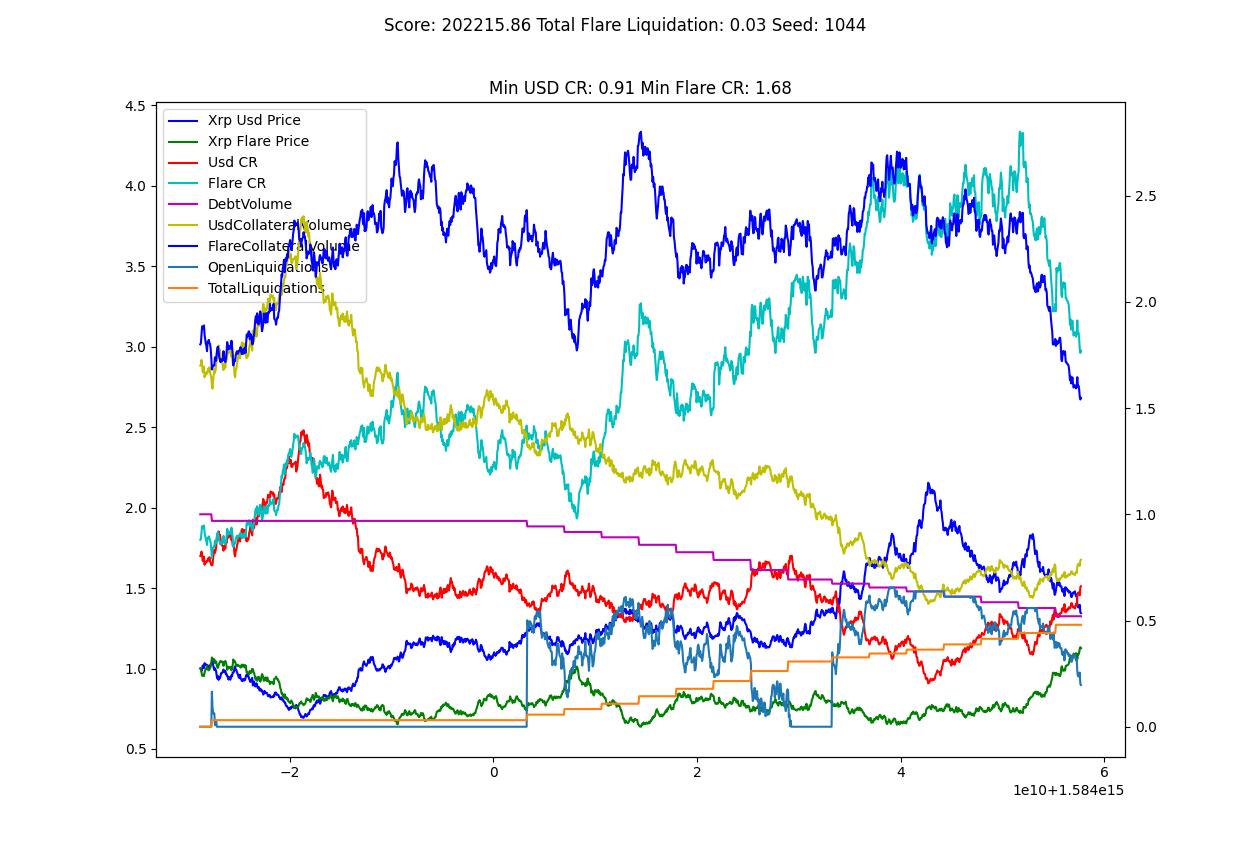 Score: 202215.86 Total Flare Liquidation: 0.03 Seed: 1044
Min USD CR: 0.91 Min Flare CR: 1.68
4.5
4.0
3.5
3.0
2.5
2.0
1.5
1.0
0.5
Xrp Usd Price
Xrp Flare Price
Usd CR
Flare CR
DebtVolume
UsdCollateralVolume
FlareCollateralVolume
OpenLiquidations
TotalLiquidations
2.5
2.0
1.5
1.0
0.5
0.0
−2
0
2
4
6
1e10+1.584e15